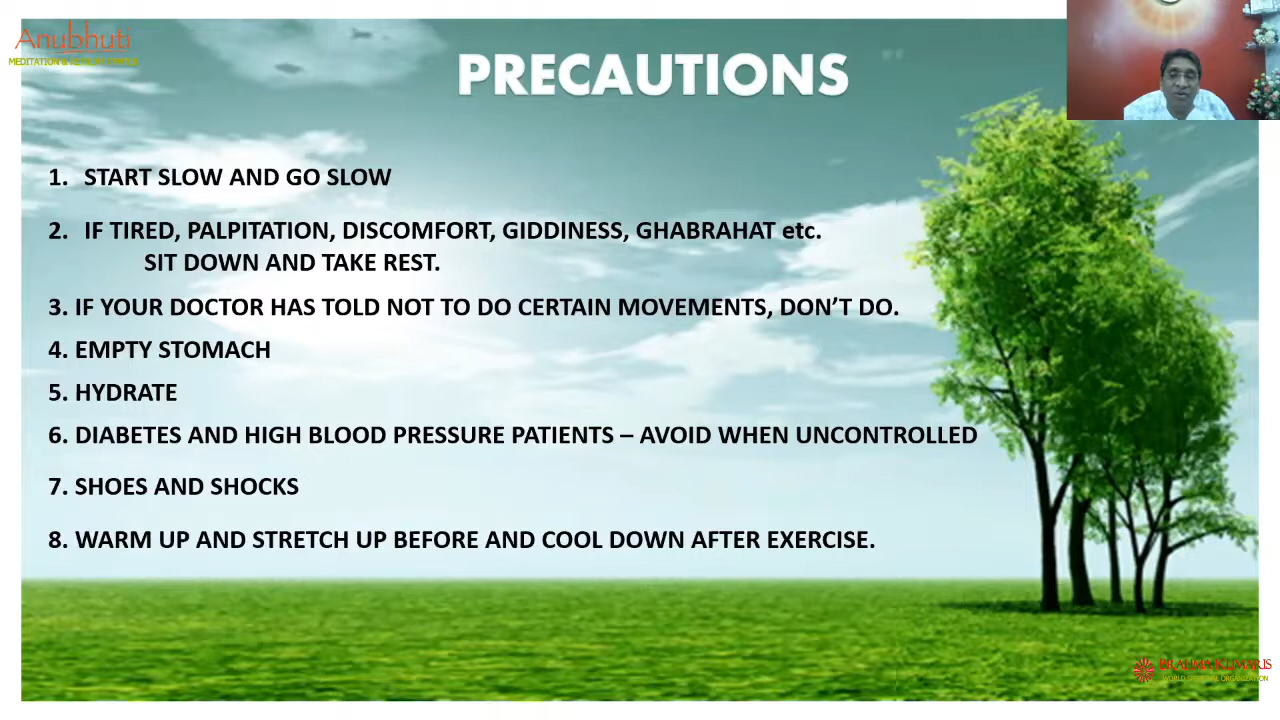 Anubhuti
PRECAUTIONS
1. START SLOW AND GO SLOW
2. IF TIRED, PALPITATION, DISCOMFORT, GIDDINESS, GHABRAHAT etc.
SIT DOWN AND TAKE REST.
3. IF YOUR DOCTOR HAS TOLD NOT TO DO CERTAIN MOVEMENTS, DON’T DO.
4. EMPTY STOMACH
5. HYDRATE
6. DIABETES AND HIGH BLOOD PRESSURE PATIENTS – AVOID WHEN UNCONTROLLED
7. SHOES AND SHOCKS
8. WARM UP AND STRETCH UP BEFORE AND COOL DOWN AFTER EXERCISE.
BRAHMA KUMARIS
WORLD SPIRITUAL ORGANIZATION